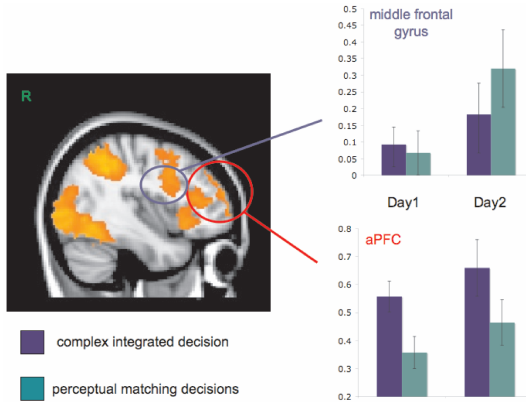 middle frontal
gyrus
0.5
0.45
0.4
0.35
0.3
0.25
0.2
0.15
0.1
0.05
0
Day1 Day2
R
aPFC
0.8
0.7
0.6
0.5
0.4
0.3
0.2
complex integrated decision
perceptual matching decisions